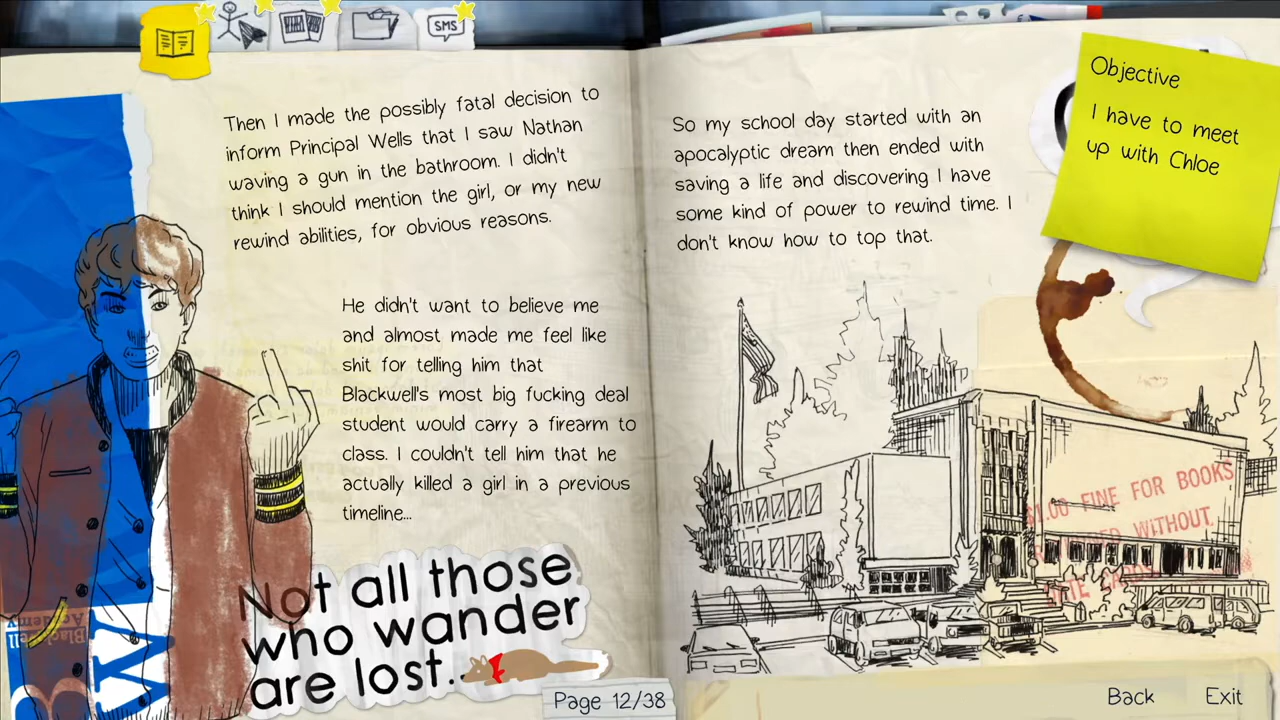 SMS
Then I made the possibly fatal decision to
inform Principal Wells that I saw Nathan
waving a gun in the bathroom. I didn't
think I should mention the girl, or my new
rewind abilities, for obvious reasons.
He didn't want to believe me
and almost made me feel like
shit for telling him that
Blackwell's most big fucking deal
student would carry a firearm to
class. I couldn't tell him that he
actually killed a girl in a previous
timeline...
Not all those
who wander
are lost.
Page 12/38
So my school day started with an
apocalyptic dream then ended with
saving a life and discovering I have
some kind of power to rewind time. I
don't know how to top that.
Objective
I have to meet
up with Chloe
$1.00 FINE FOR BOOKS
WITHOUT
Back
Exit